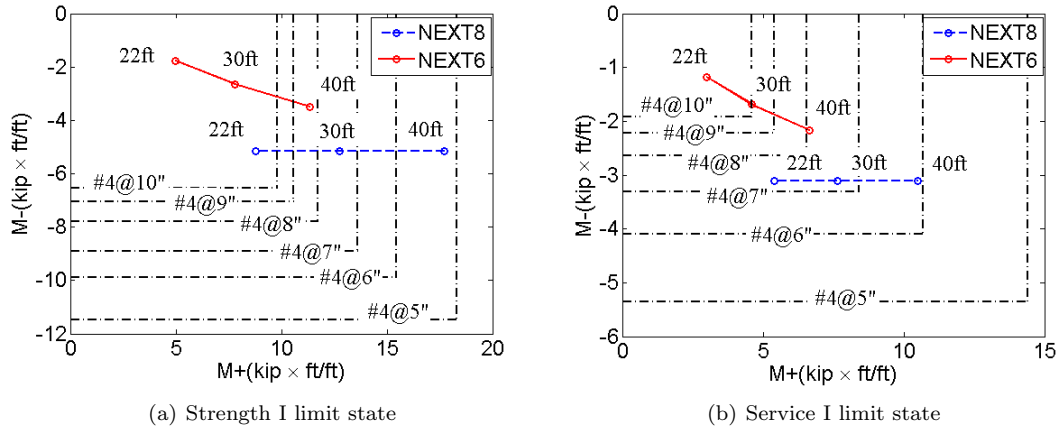 0
-2
-4
-6
-8
-10
-12
M-(kip × ft/ft)
NEXT8
NEXT6
22ft
30ft
40ft
22ft
30ft
40ft
#4@10"
#4@9"
#4@8"
#4@7"
#4@6"
#4@5"
0
5
10
15
20
M+(kip × ft/ft)
(a) Strength I limit state
0
-1
-2
-3
-4
-5
-6
M-(kip × ft/ft)
NEXT8
NEXT6
22ft
30ft
40ft
#4@10"
#4@9"
#4@8"
22ft
30ft
40ft
#4@7"
#4@6"
#4@5"
0
5
10
15
M+(kip × ft/ft)
(b) Service I limit state